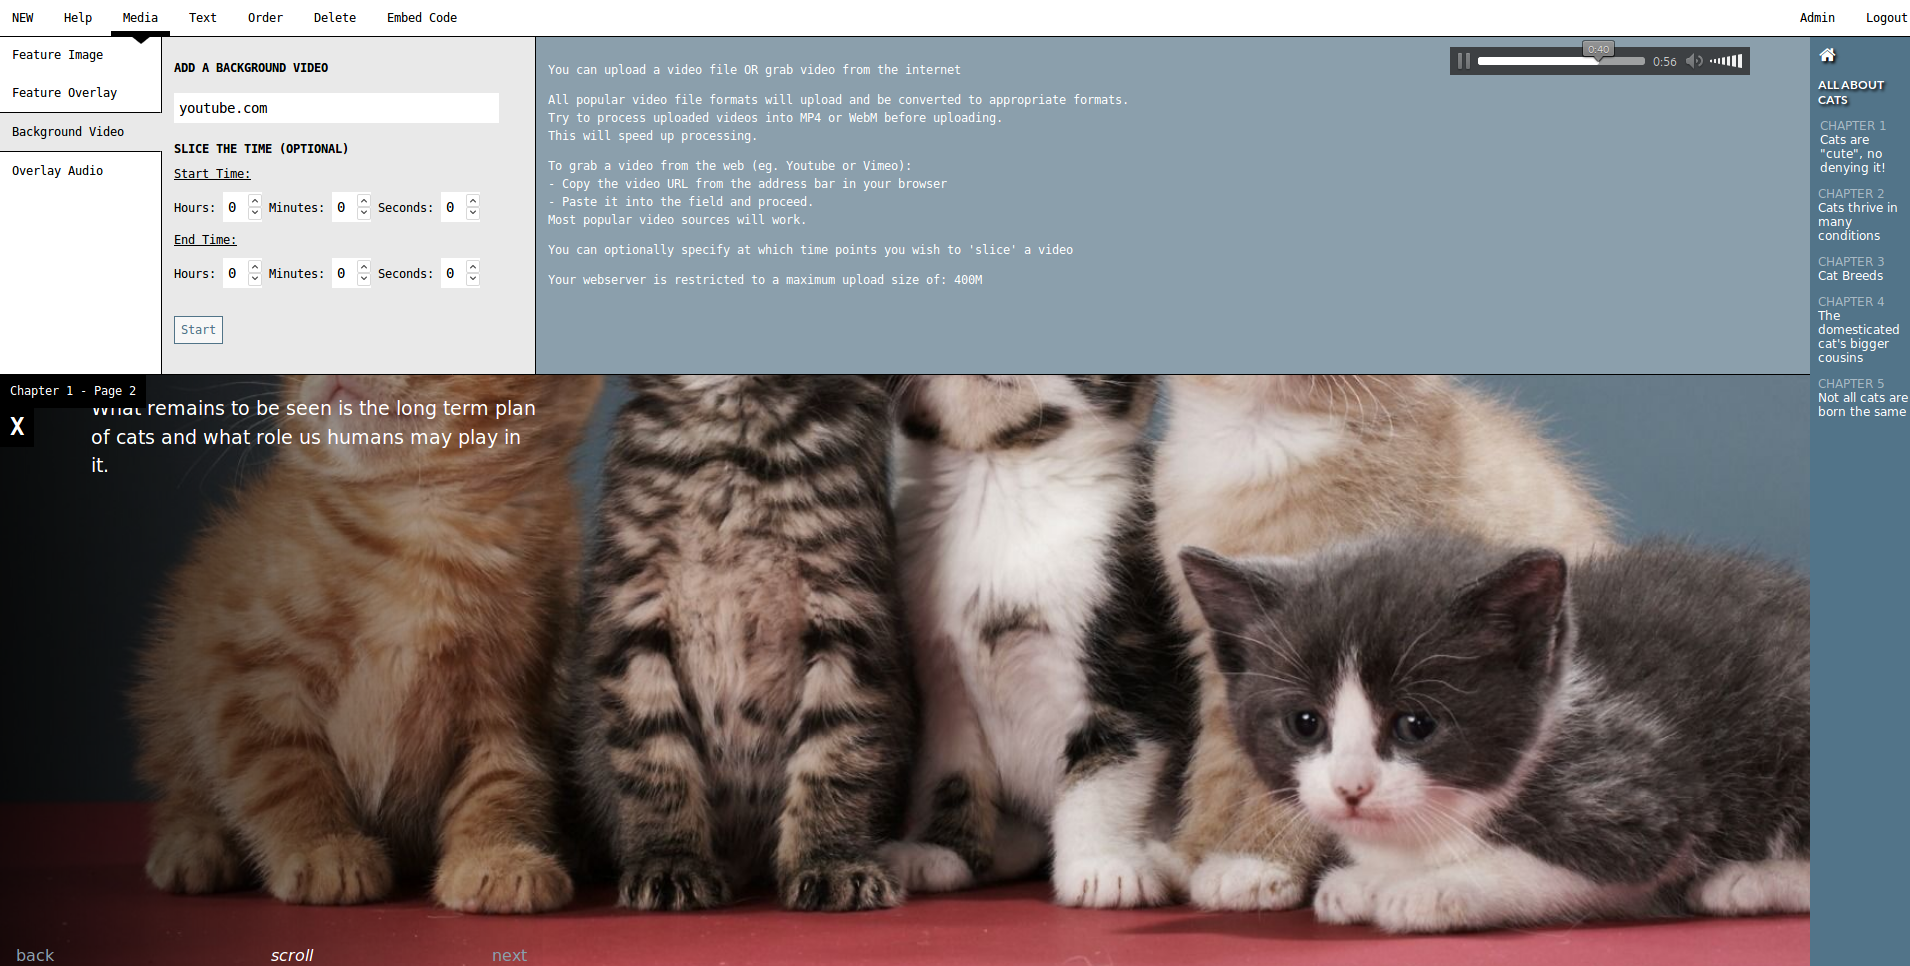 NEW Help Media Text Order Delete Embed Code Admin Logout
Feature Image
Feature Overlay
Background Video
Overlay Audio
ADD A BACKGROUND VIDEO
youtube.com
SLICE THE TIME (OPTIONAL)
Start Time:
Hours: 0 Minutes: 0 Seconds: 0
End Time:
Hours: 0 Minutes: 0 Seconds: 0
Start
You can upload a video file OR grab video from the internet
All popular video file formats will upload and be converted to appropriate formats.
Try to process uploaded videos into MP4 or WebM before uploading.
This will speed up processing.
To grab a video from the web (eg. Youtube or Vimeo):
- Copy the video URL from the address bar in your browser
- Paste it into the field and proceed.
Most popular video sources will work.
You can optionally specify at which time points you wish to 'slice' a video
Your webserver is restricted to a maximum upload size of: 400M
0:40
0:56
ALL ABOUT
CATS
CHAPTER 1
Cats are
"cute", no
denying it!
CHAPTER 2
Cats thrive in
many
conditions
CHAPTER 3
Cat Breeds
CHAPTER 4
The
domesticated
cat's bigger
cousins
CHAPTER 5
Not all cats are
born the same
Chapter 1 - Page 2
X
What remains to be seen is the long term plan
of cats and what role us humans may play in
it.
back scroll next